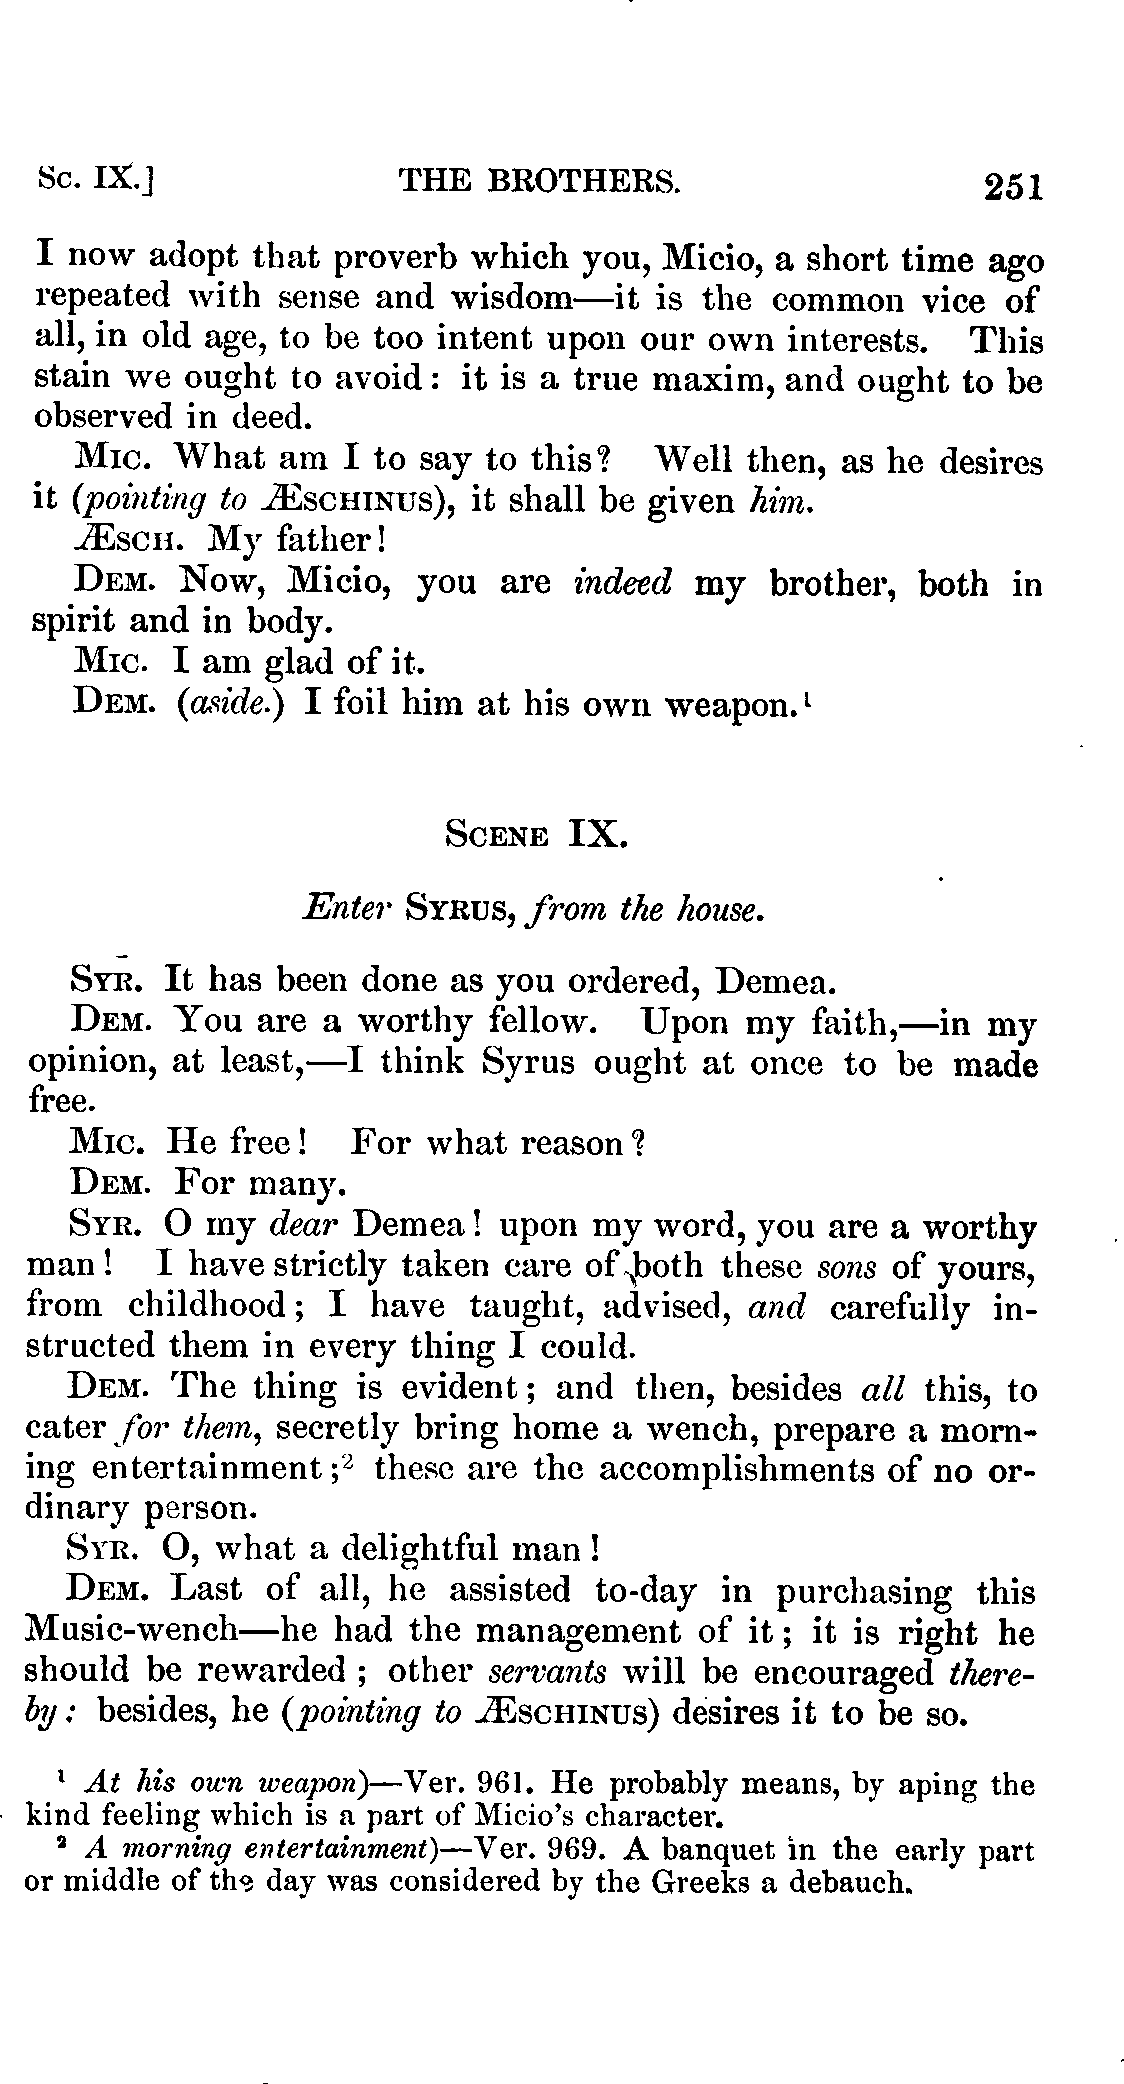 Sc. IX.] THE BROTHERS. 251
I now adopt that proverb which you, Micio, a short time ago
repeated with sense and wisdom—it is the common vice of
all, in old age, to be too intent upon our own interests. This
stain we ought to avoid: it is a true maxim, and ought to be
observed in deed.
MIC. What am I to say to this? Well then, as he desires
it (pointing to ÆSCHINUS), it shall be given him.
ÆSCH. My father!
DEM. Now, Micio, you are indeed my brother, both in
spirit and in body.
MIC. I am glad of it.
DEM. (aside.) I foil him at his own weapon.¹
SCENE IX.
Enter SYRUS, from the house.
SYR. It has been done as you ordered, Demea.
DEM. You are a worthy fellow. Upon my faith,—in my
opinion, at least,—I think Syrus ought at once to be made
free.
MIC. He free! For what reason?
DEM. For many.
SYR. O my dear Demea! upon my word, you are a worthy
man! I have strictly taken care of both these sons of yours,
from childhood; I have taught, advised, and carefully in-
structed them in every thing I could.
DEM. The thing is evident; and then, besides all this, to
cater for them, secretly bring home a wench, prepare a morn-
ing entertainment;² these are the accomplishments of no or-
dinary person.
SYR. O, what a delightful man!
DEM. Last of all, he assisted to-day in purchasing this
Music-wench—he had the management of it; it is right he
should be rewarded; other servants will be encouraged there-
by: besides, he (pointing to ÆSCHINUS) desires it to be so.
¹ At his own weapon)—Ver. 961. He probably means, by aping the
kind feeling which is a part of Micio's character.
² A morning entertainment)—Ver. 969. A banquet in the early part
or middle of the day was considered by the Greeks a debauch.